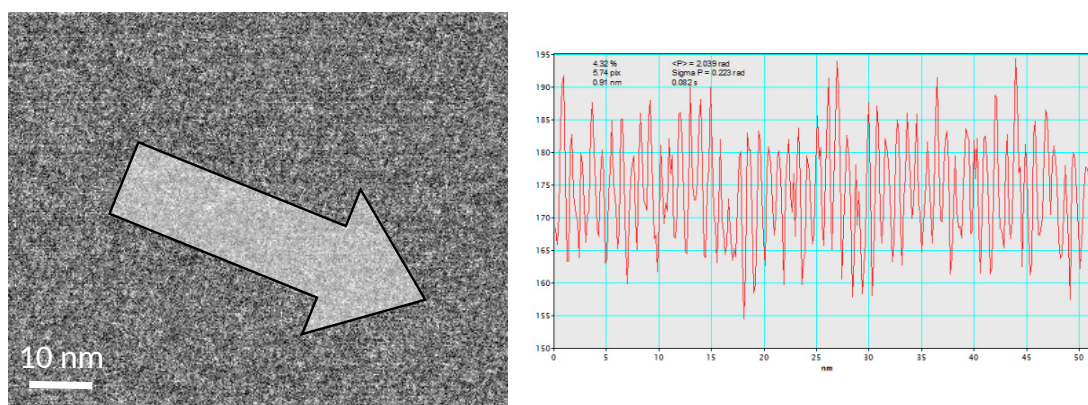 10 nm
4.32 %
5.74 pix
0.91 nm
<P> = 2.039 rad
Sigma P = 0.223 rad
0.082 s
195
190
185
180
175
170
165
160
155
150
0 5 10 15 20 25 30 35 40 45 50
nm